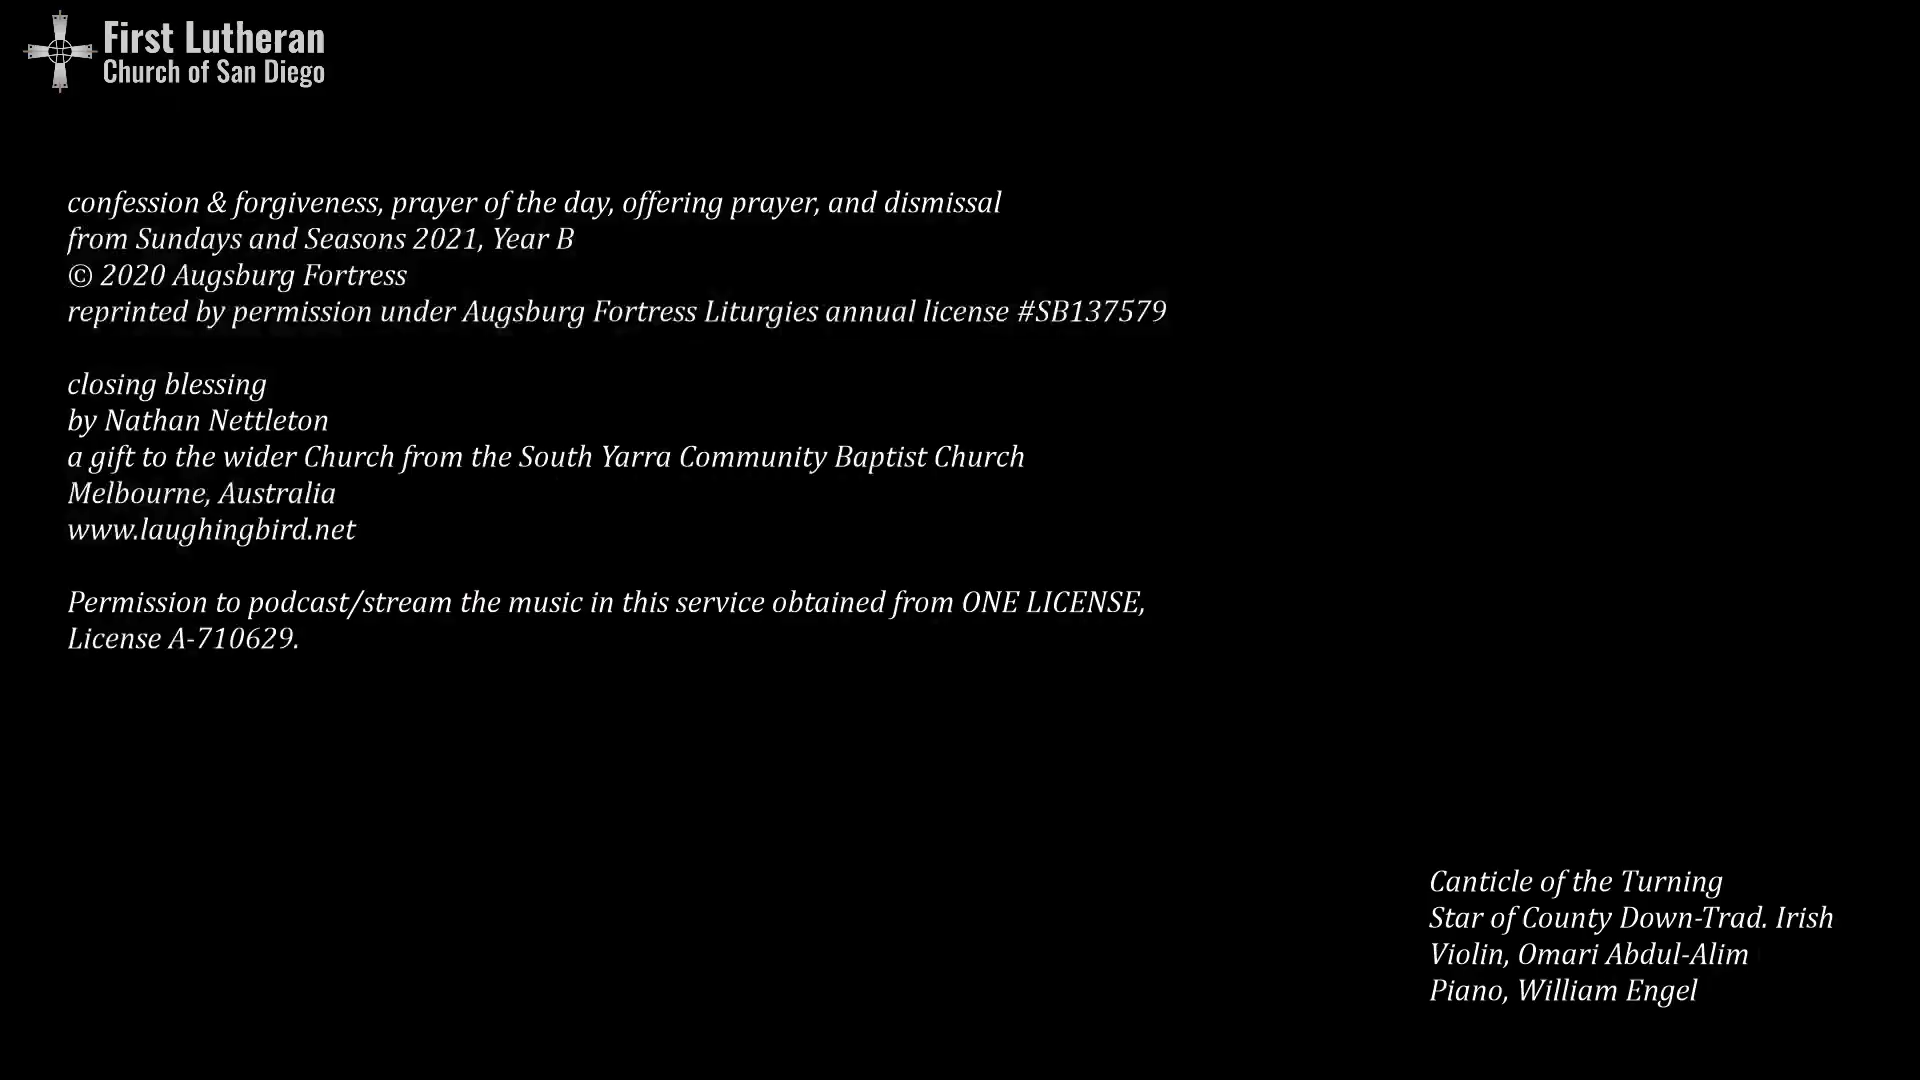 First Lutheran
Church of San Diego
confession & forgiveness, prayer of the day, offering prayer, and dismissal
from Sundays and Seasons 2021, Year B
© 2020 Augsburg Fortress
reprinted by permission under Augsburg Fortress Liturgies annual license #SB137579
closing blessing
by Nathan Nettleton
a gift to the wider Church from the South Yarra Community Baptist Church
Melbourne, Australia
www.laughingbird.net
Permission to podcast/stream the music in this service obtained from ONE LICENSE,
License A-710629.
Canticle of the Turning
Star of County Down-Trad. Irish
Violin, Omari Abdul-Alim
Piano, William Engel